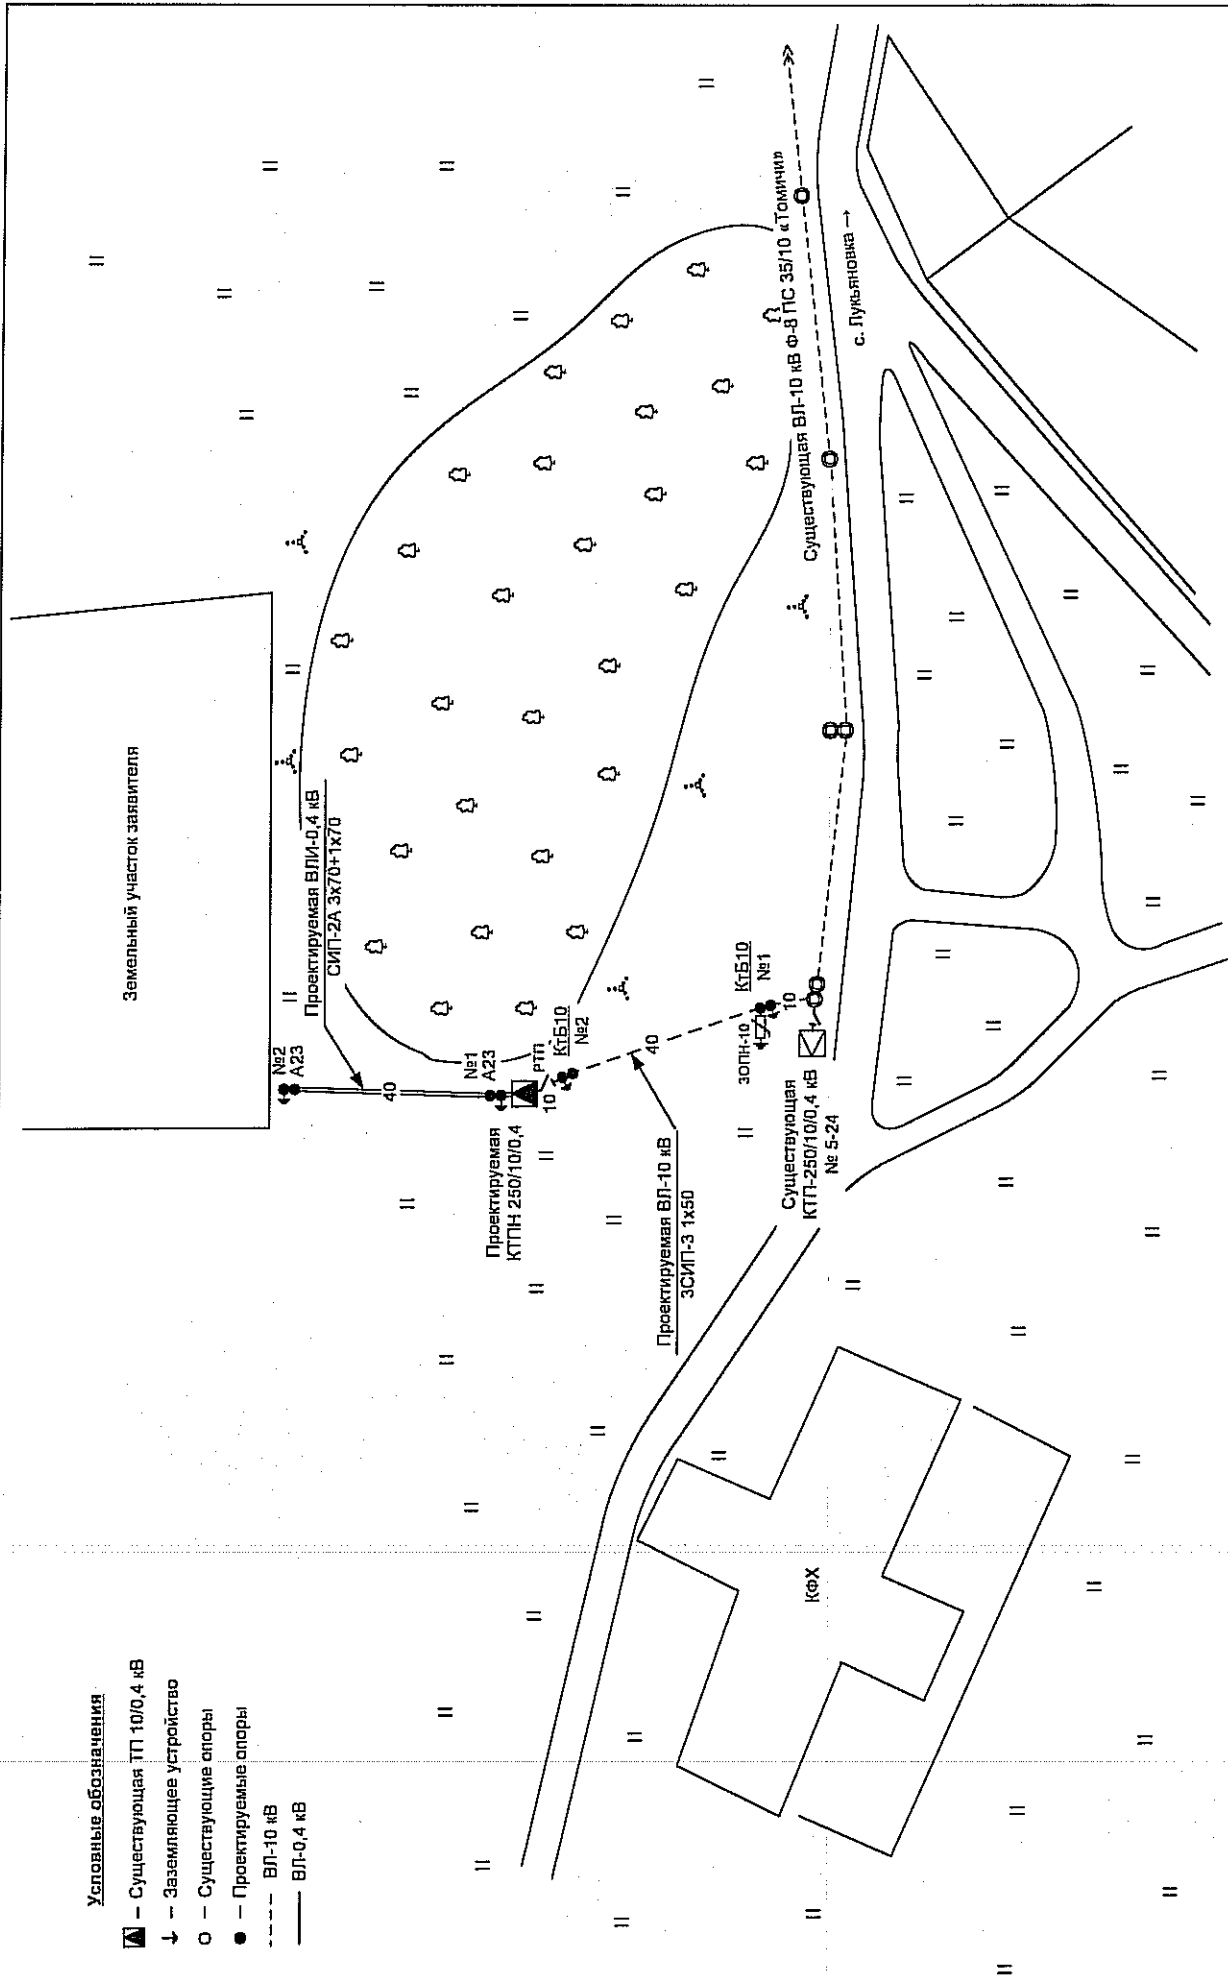 Земельный участок заявителя
Проектируемая ВЛИ-0,4 кВ
СИП-2А 3х70+1х70
№2
А23
40
№1
А23
РТП
Проектируемая
КТПН 250/10/0,4
10
КтБ10
№2
40
Проектируемая ВЛ-10 кВ
3СИП-3 1х50
КтБ10
№1
10
ЗОПН-10
Существующая
КТП-250/10/0,4 кВ
№ 5-24
Существующая ВЛ-10 кВ Ф-8 ПС 35/10 «Томичи»
с. Лукьяновка →
КФХ
Условные обозначения
– Существующая ТП 10/0,4 кВ
– Заземляющее устройство
– Существующие опоры
– Проектируемые опоры
ВЛ-10 кВ
ВЛ-0,4 кВ